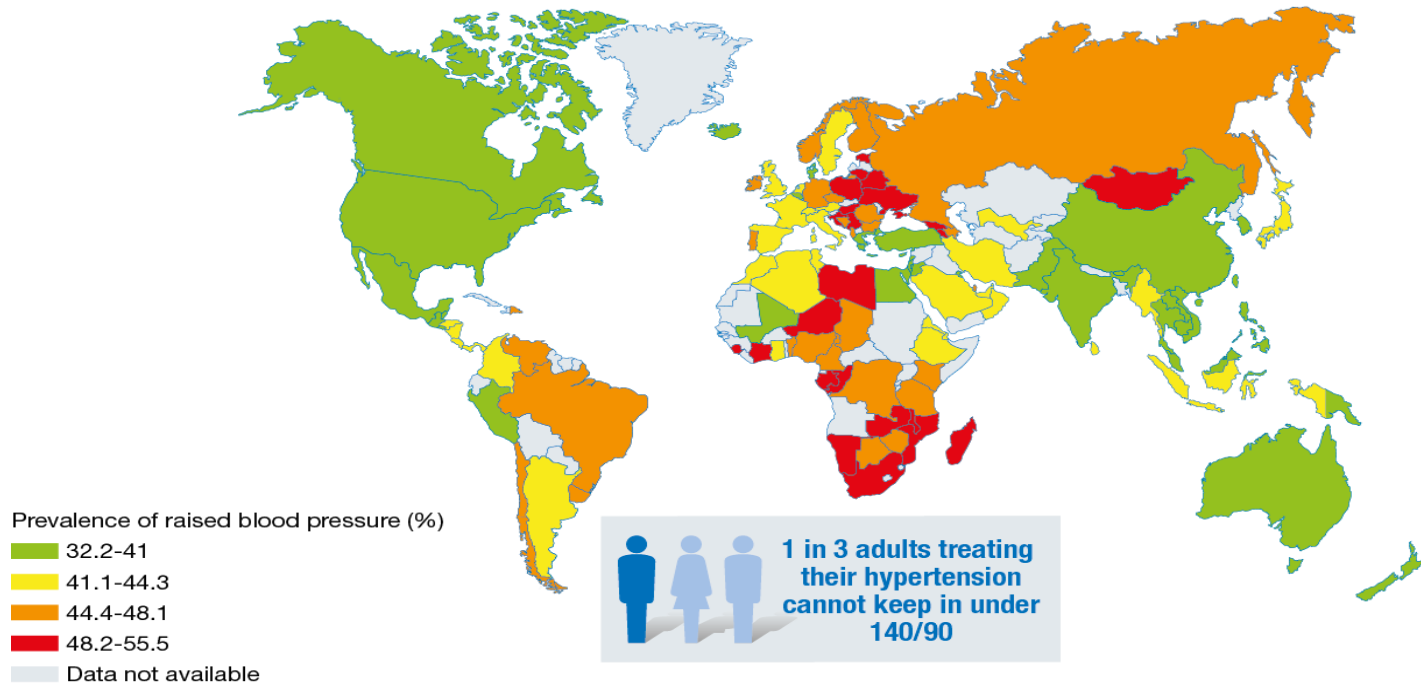 Prevalence of raised blood pressure (%)
32.2-41
41.1-44.3
44.4-48.1
48.2-55.5
Data not available
1 in 3 adults treating
their hypertension
cannot keep in under
140/90